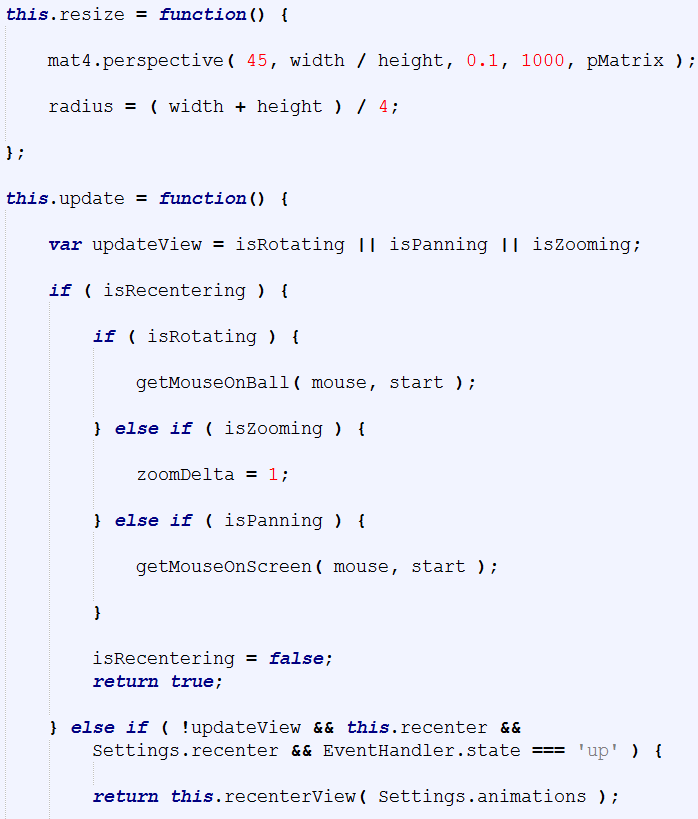 this.resize = function() {
mat4.perspective( 45, width / height, 0.1, 1000, pMatrix );
radius = ( width + height ) / 4;
};
this.update = function() {
var updateView = isRotating || isPanning || isZooming;
if ( isRecentering ) {
if ( isRotating ) {
getMouseOnBall( mouse, start );
} else if ( isZooming ) {
zoomDelta = 1;
} else if ( isPanning ) {
getMouseOnScreen( mouse, start );
}
isRecentering = false;
return true;
} else if ( !updateView && this.recenter &&
Settings.recenter && EventHandler.state === 'up' ) {
return this.recenterView( Settings.animations );